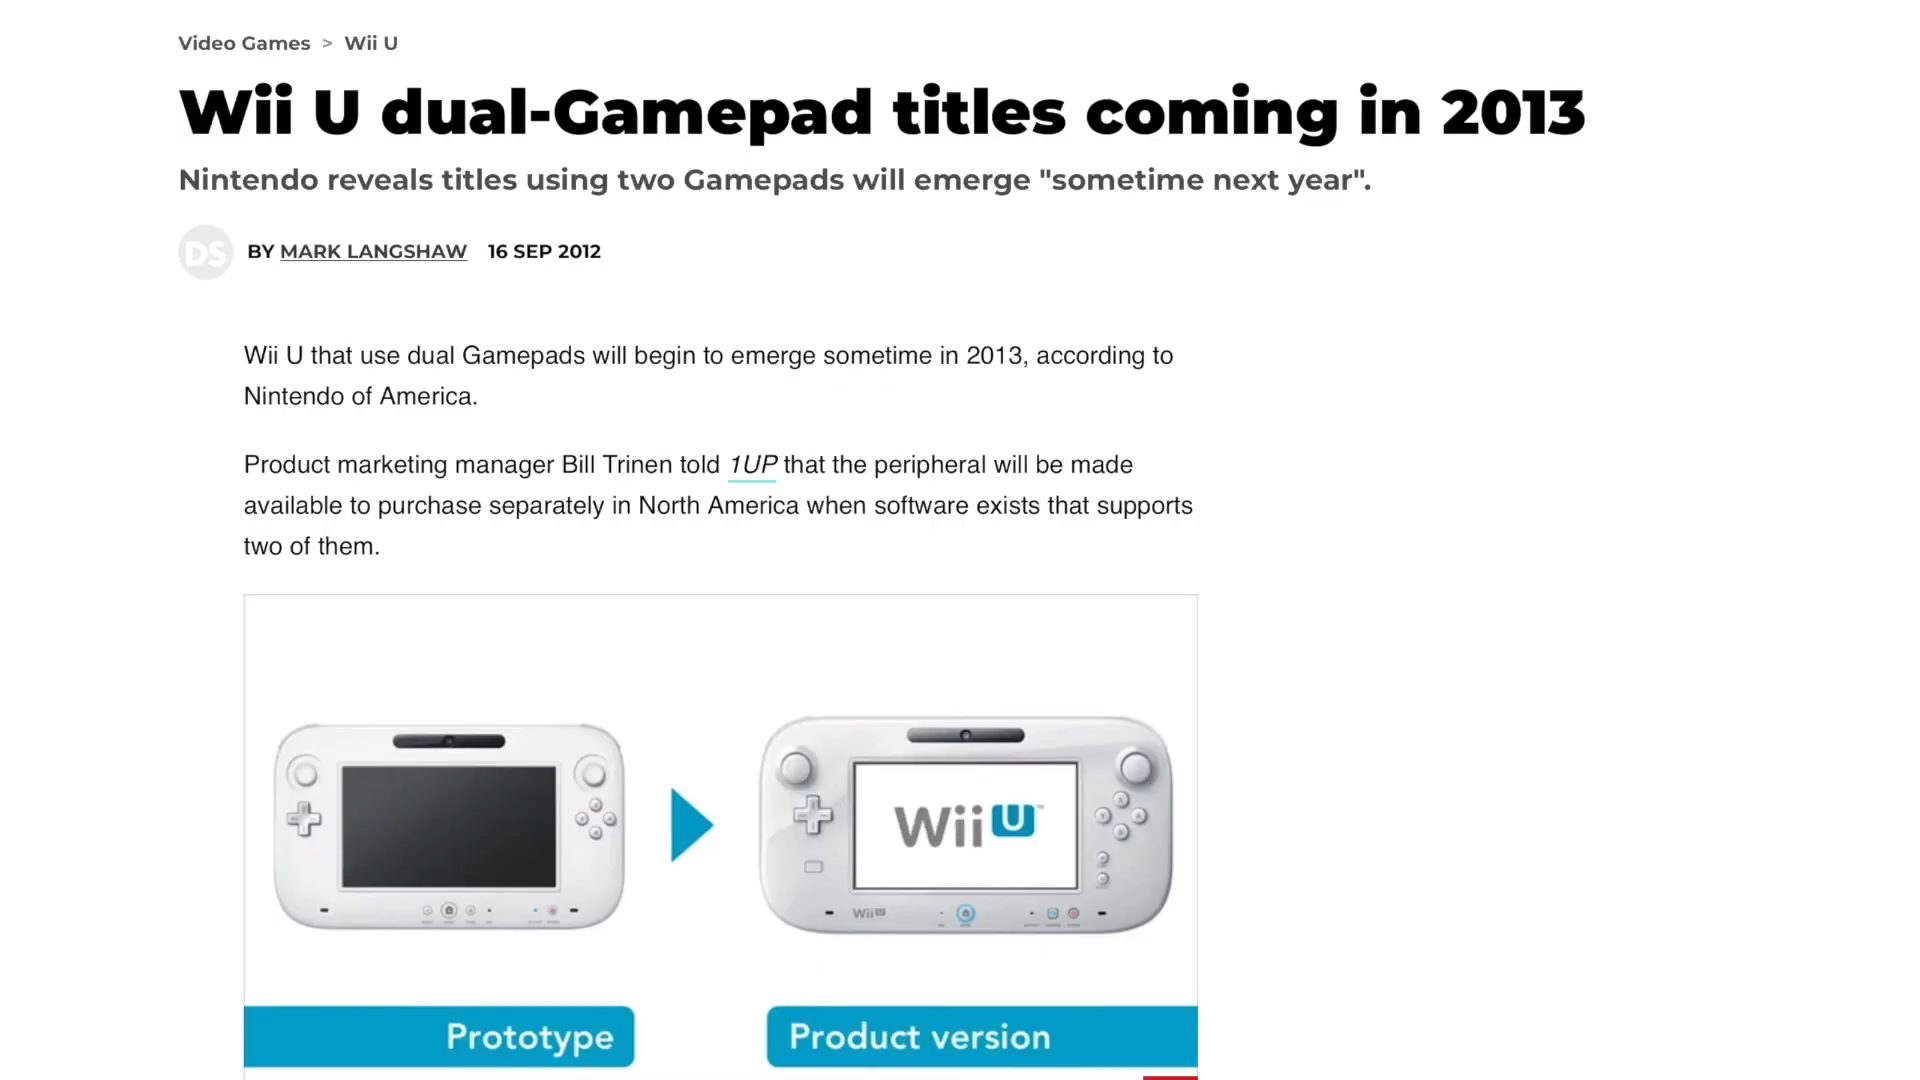 Video Games > Wii U
Wii U dual-Gamepad titles coming in 2013
Nintendo reveals titles using two Gamepads will emerge "sometime next year".
DS BY MARK LANGSHAW 16 SEP 2012
Wii U that use dual Gamepads will begin to emerge sometime in 2013, according to
Nintendo of America.
Product marketing manager Bill Trinen told 1UP that the peripheral will be made
available to purchase separately in North America when software exists that supports
two of them.
Wii U™
Wii U
Prototype
Product version